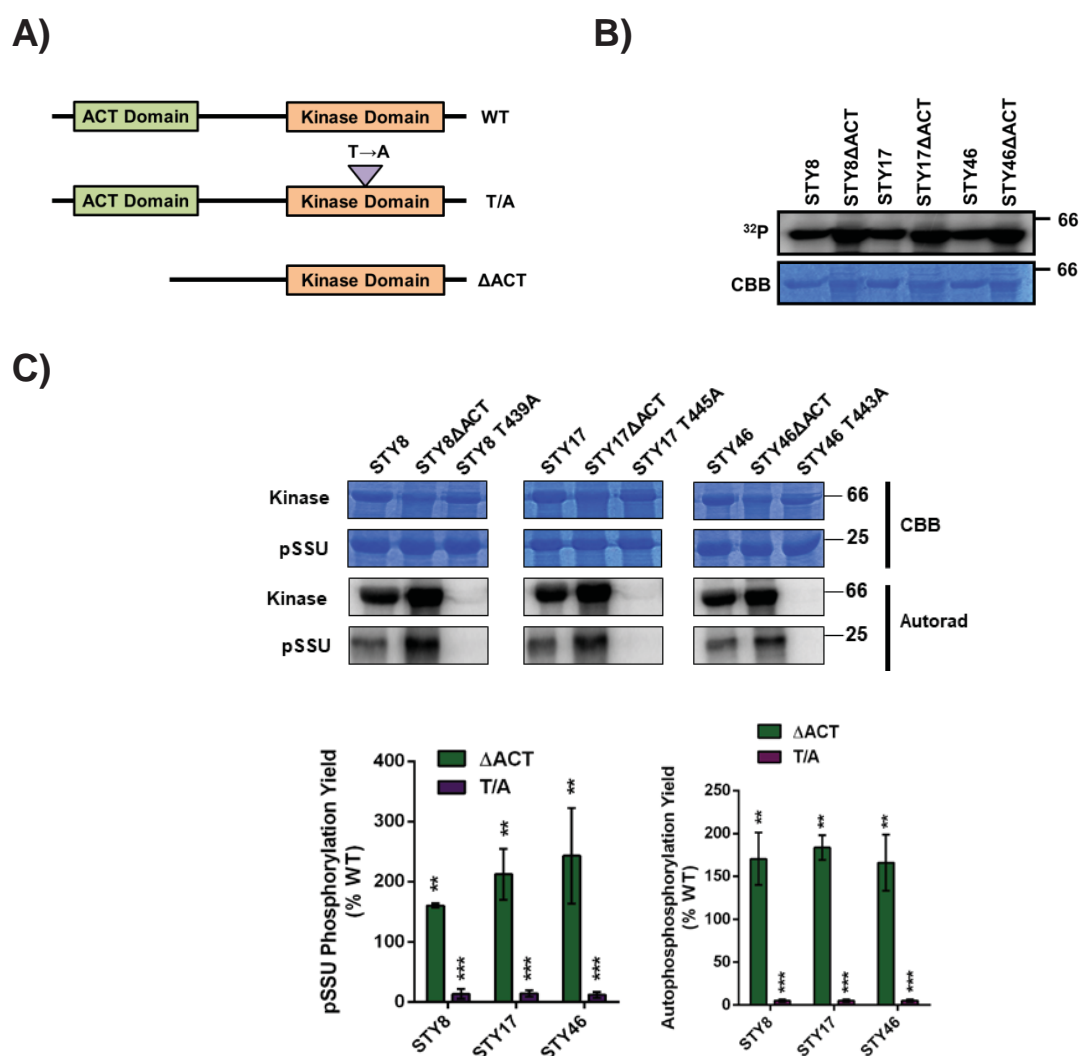 A)
ACT Domain Kinase Domain WT
T→A
ACT Domain Kinase Domain T/A
Kinase Domain ΔACT
B)
STY8 STY8ΔACT STY17 STY17ΔACT STY46 STY46ΔACT
32P 66
CBB 66
C)
STY8 STY8ΔACT STY8 T439A STY17 STY17ΔACT STY17 T445A STY46 STY46ΔACT STY46 T443A
Kinase 66
pSSU 25
CBB
Kinase 66
pSSU 25
Autorad
pSSU Phosphorylation Yield
(% WT)
400
300
200
100
0
ΔACT
T/A
** *** ** *** ** ***
STY8 STY17 STY46
Autophosphorylation Yield
(% WT)
250
200
150
100
50
0
ΔACT
T/A
** *** ** *** ** ***
STY8 STY17 STY46